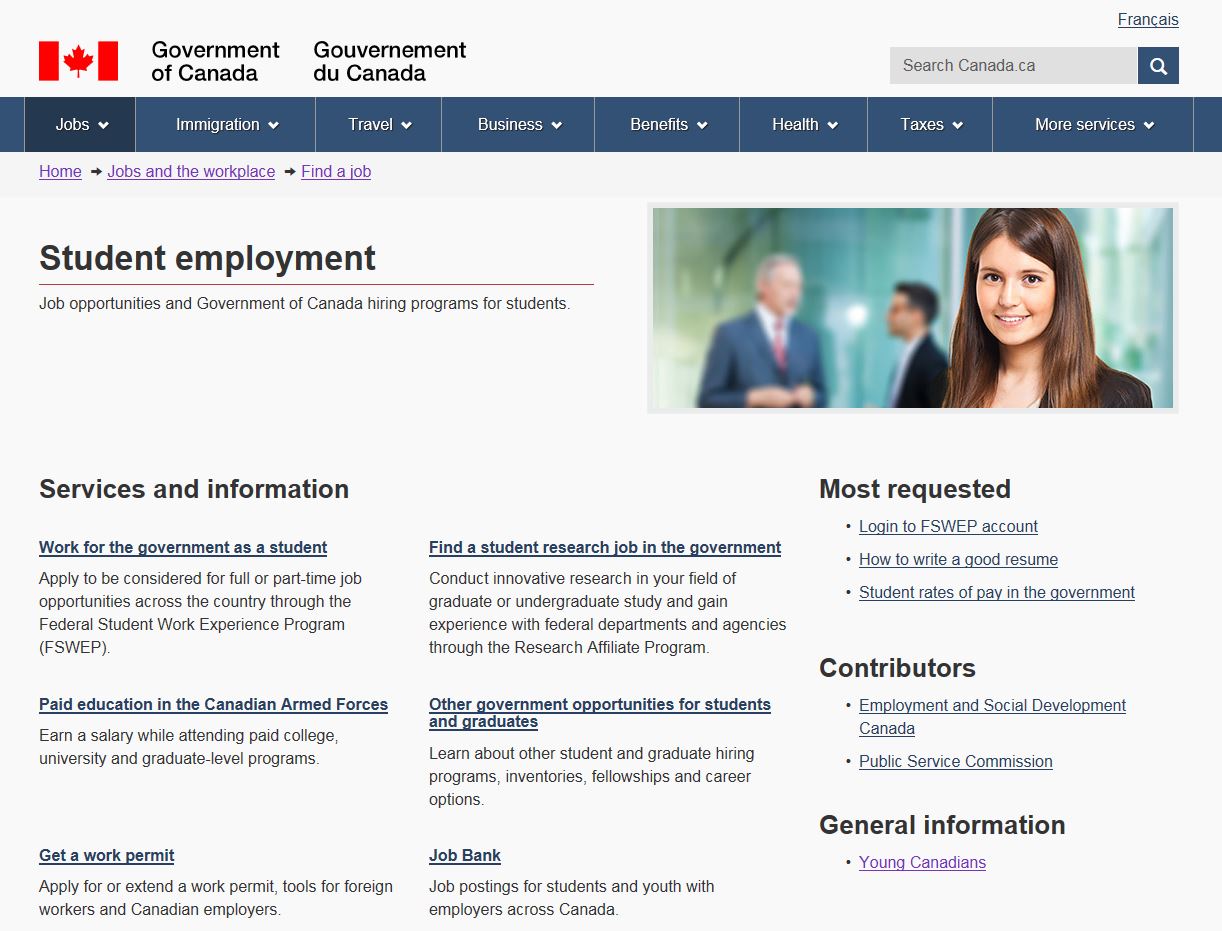 Français
Government
of Canada
Gouvernement
du Canada
Search Canada.ca
Jobs
Immigration
Travel
Business
Benefits
Health
Taxes
More services
Home → Jobs and the workplace → Find a job
Student employment
Job opportunities and Government of Canada hiring programs for students.
Services and information
Work for the government as a student
Apply to be considered for full or part-time job
opportunities across the country through the
Federal Student Work Experience Program
(FSWEP).
Find a student research job in the government
Conduct innovative research in your field of
graduate or undergraduate study and gain
experience with federal departments and agencies
through the Research Affiliate Program.
Paid education in the Canadian Armed Forces
Earn a salary while attending paid college,
university and graduate-level programs.
Other government opportunities for students
and graduates
Learn about other student and graduate hiring
programs, inventories, fellowships and career
options.
Get a work permit
Apply for or extend a work permit, tools for foreign
workers and Canadian employers.
Job Bank
Job postings for students and youth with
employers across Canada.
Most requested
• Login to FSWEP account
• How to write a good resume
• Student rates of pay in the government
Contributors
• Employment and Social Development
Canada
• Public Service Commission
General information
• Young Canadians